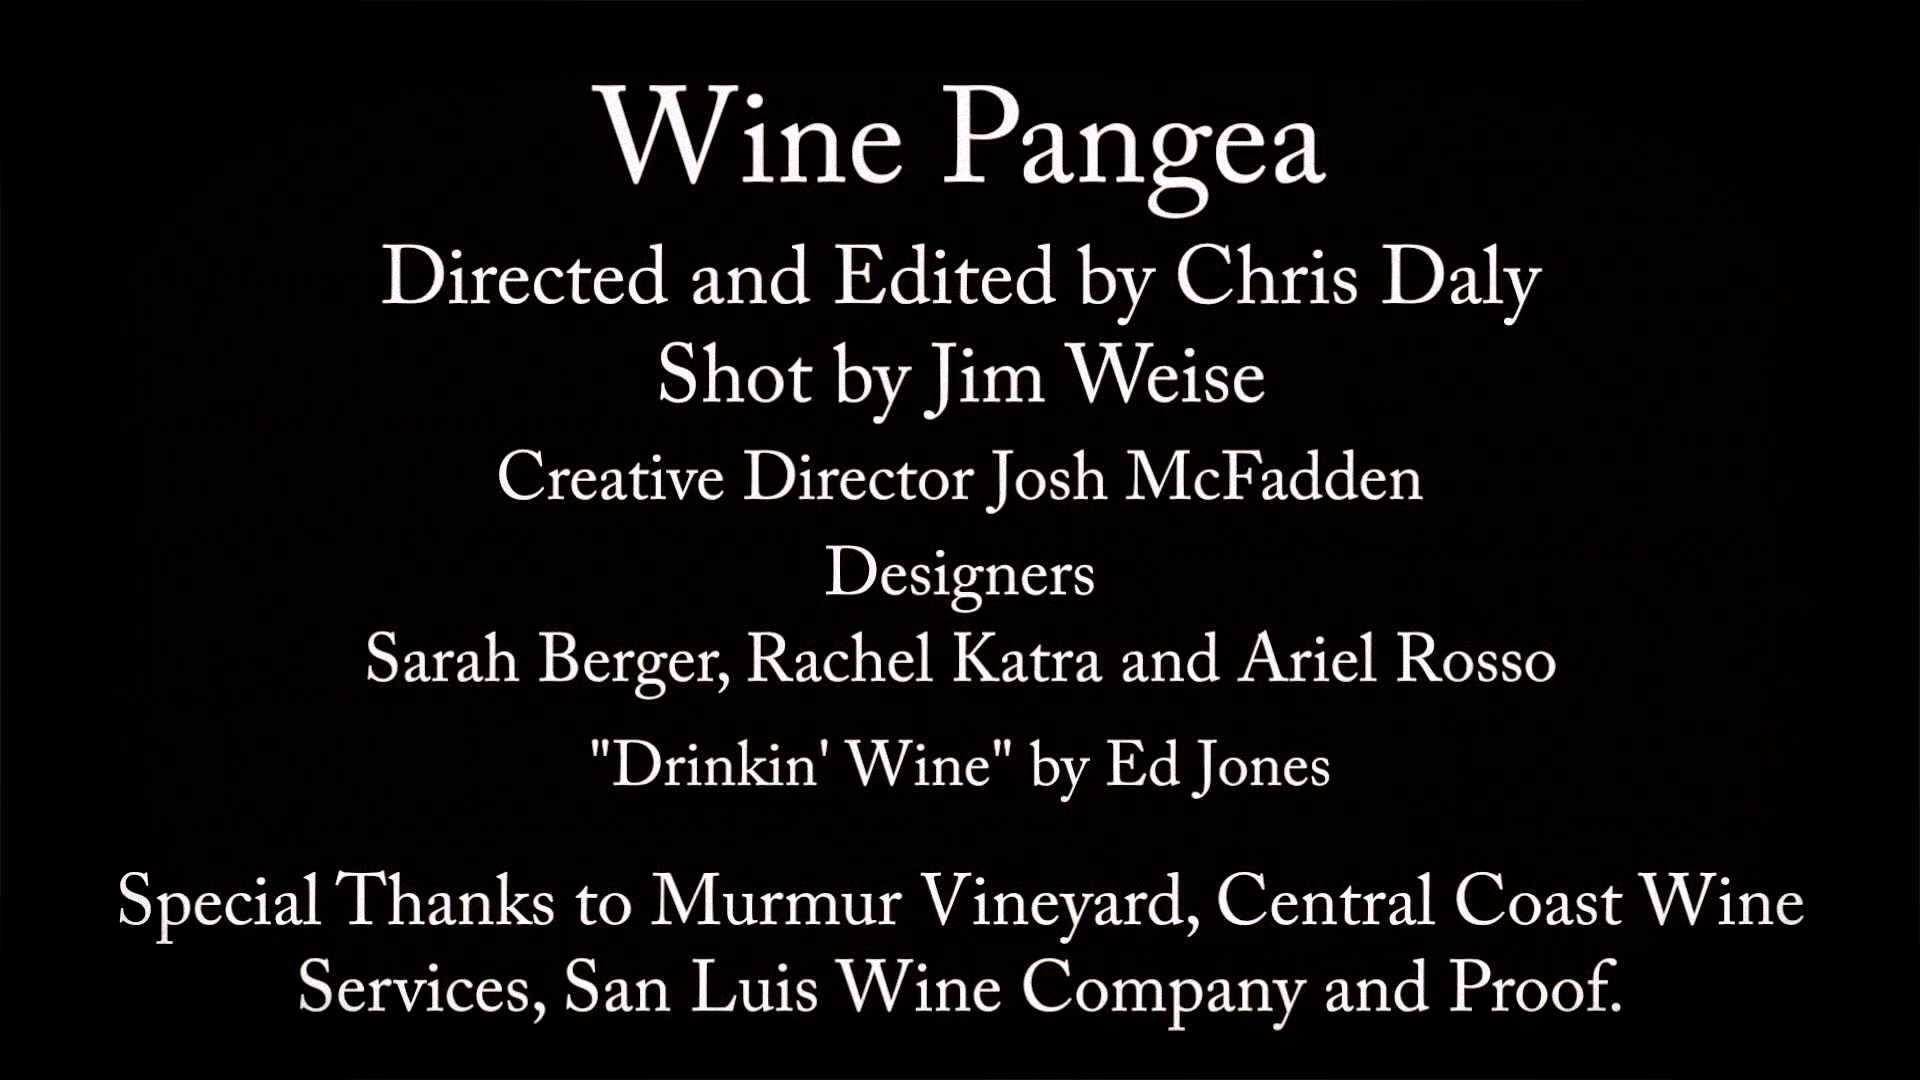 Wine Pangea
Directed and Edited by Chris Daly
Shot by Jim Weise
Creative Director Josh McFadden
Designers
Sarah Berger, Rachel Katra and Ariel Rosso
"Drinkin' Wine" by Ed Jones
Special Thanks to Murmur Vineyard, Central Coast Wine
Services, San Luis Wine Company and Proof.